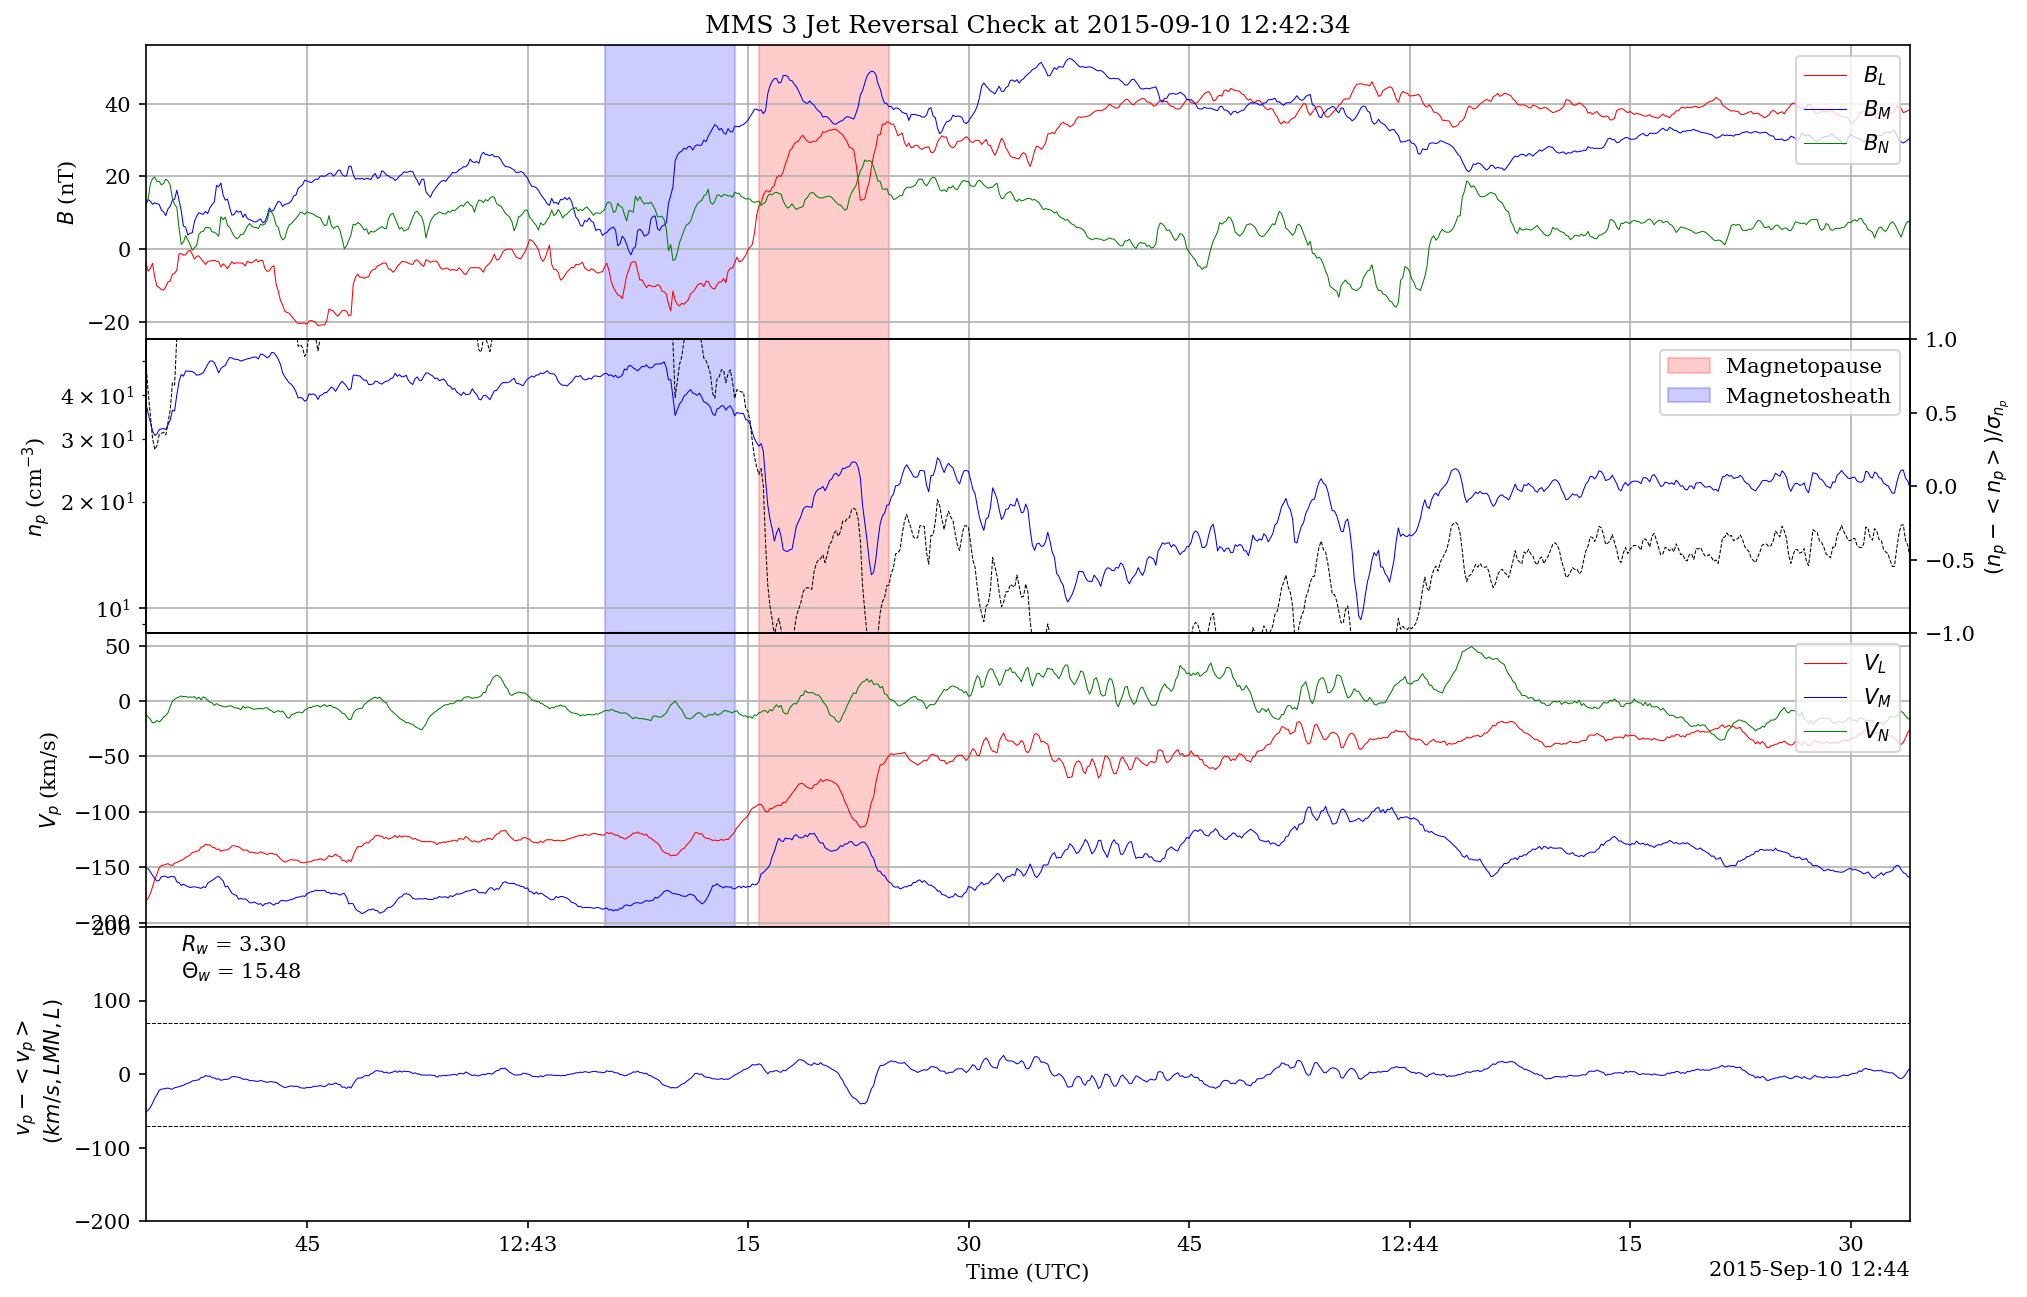 MMS 3 Jet Reversal Check at 2015-09-10 12:42:34
B (nT)
40
20
0
−20
B_L
B_M
B_N
n_p (cm^{−3})
4 × 10^1
3 × 10^1
2 × 10^1
10^1
1.0
0.5
0.0
−0.5
−1.0
(n_p − < n_p >)/σ_{n_p}
Magnetopause
Magnetosheath
V_p (km/s)
50
0
−50
−100
−150
−200
V_L
V_M
V_N
v_p − < v_p >
(km/s, LMN, L)
200
100
0
−100
−200
R_w = 3.30
Θ_w = 15.48
45
12:43
15
30
45
12:44
15
30
Time (UTC)
2015-Sep-10 12:44